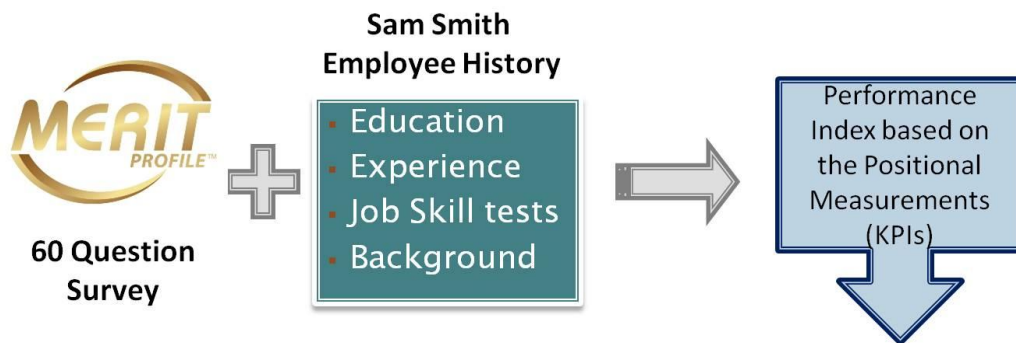 MERIT
PROFILE™
60 Question
Survey
Sam Smith
Employee History
Education
Experience
Job Skill tests
Background
Performance
Index based on
the Positional
Measurements
(KPIs)